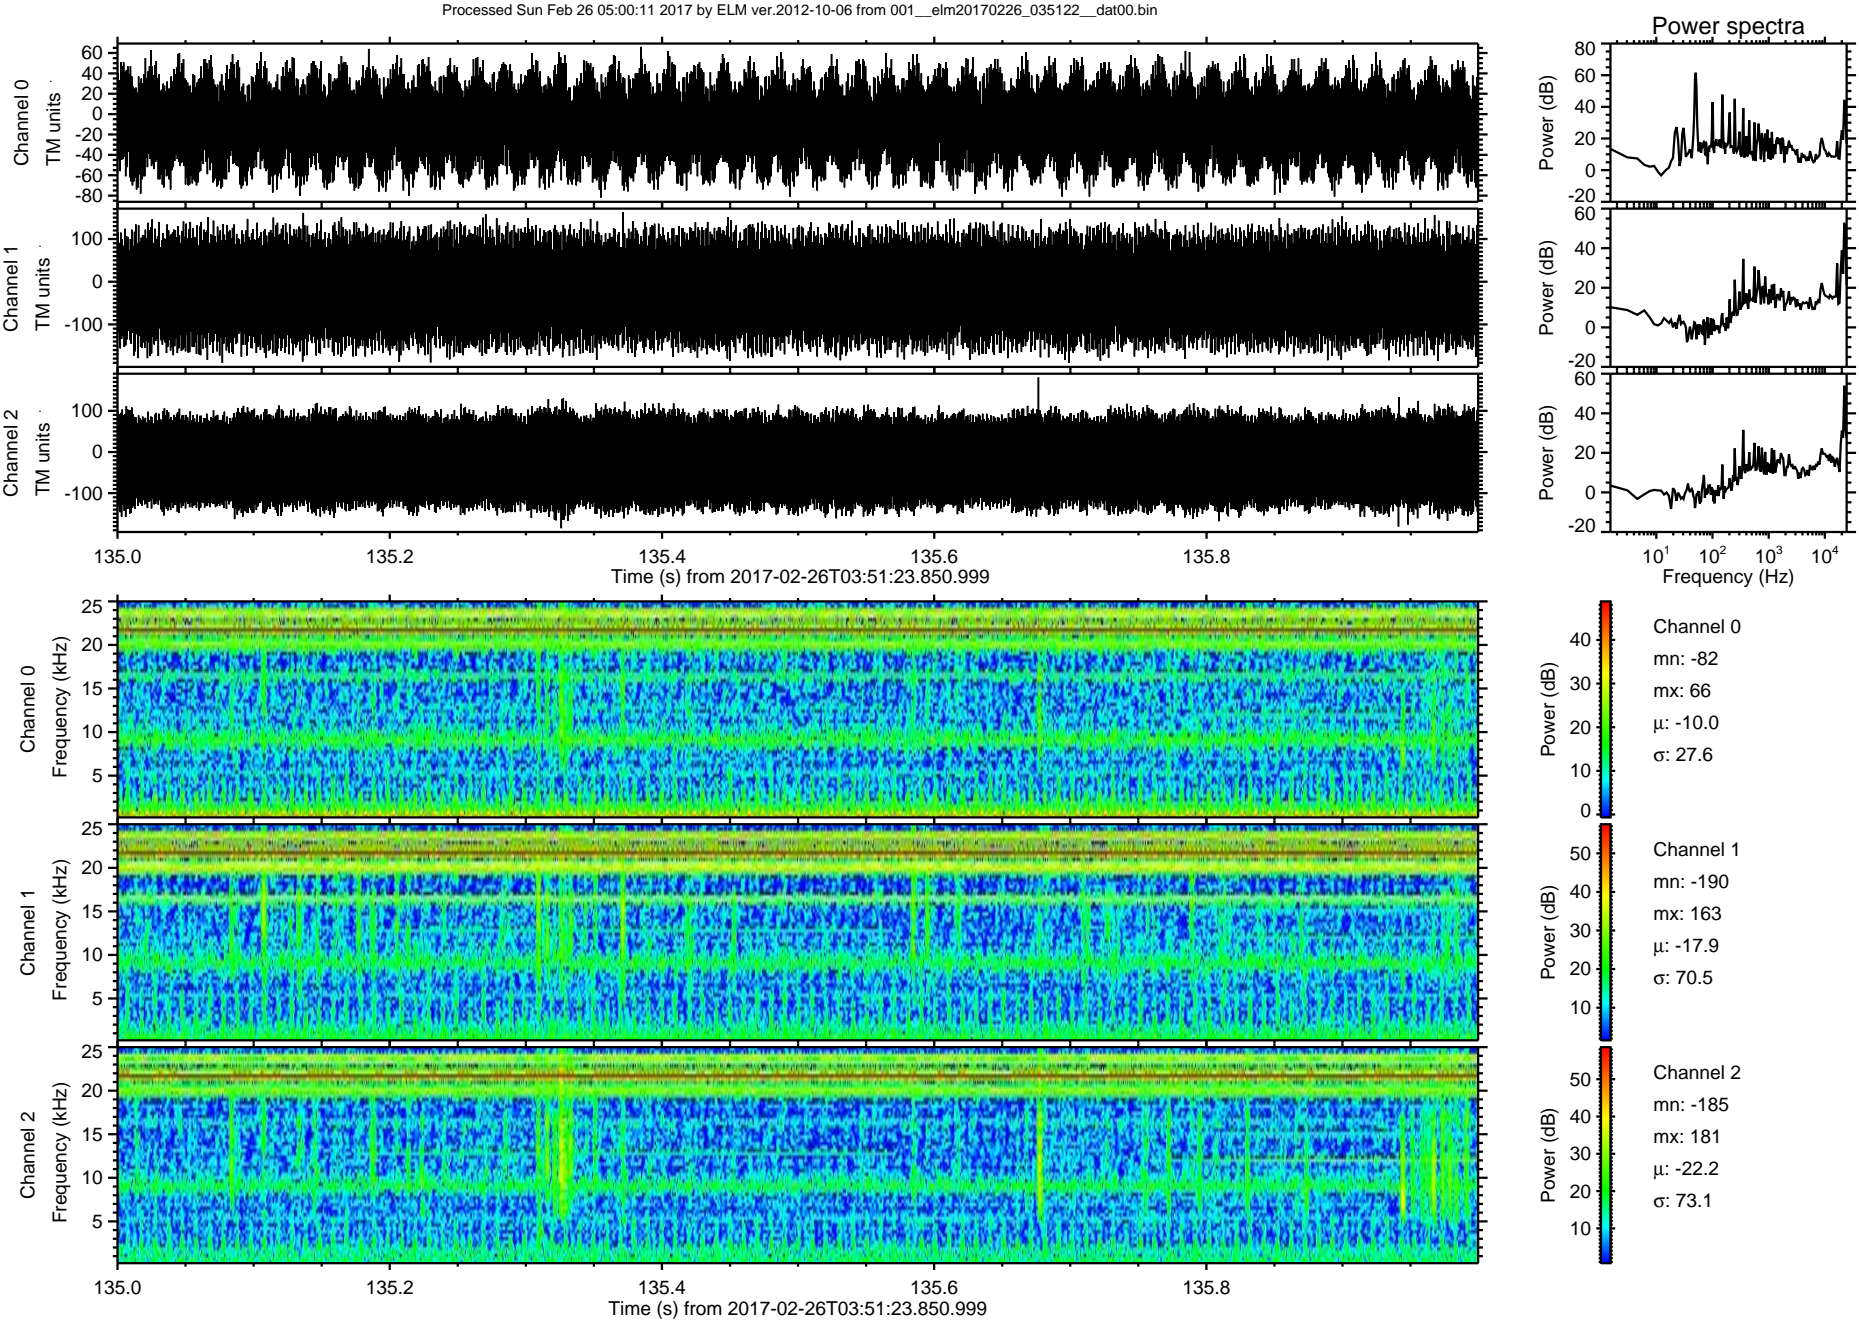 Processed Sun Feb 26 05:00:11 2017 by ELM ver.2012-10-06 from 001__elm20170226_035122__dat00.bin
Power spectra
Channel 0
TM units
60
40
20
0
-20
-40
-60
-80
Power (dB)
80
60
40
20
0
-20
Channel 1
TM units
100
0
-100
Power (dB)
60
40
20
0
-20
Channel 2
TM units
100
0
-100
Power (dB)
60
40
20
0
-20
135.0 135.2 135.4 135.6 135.8
Time (s) from 2017-02-26T03:51:23.850.999
10^1 10^2 10^3 10^4
Frequency (Hz)
Channel 0
Frequency (kHz)
25
20
15
10
5
Power (dB)
40
30
20
10
0
Channel 0
mn: -82
mx: 66
μ: -10.0
σ: 27.6
Channel 1
Frequency (kHz)
25
20
15
10
5
Power (dB)
50
40
30
20
10
Channel 1
mn: -190
mx: 163
μ: -17.9
σ: 70.5
Channel 2
Frequency (kHz)
25
20
15
10
5
Power (dB)
50
40
30
20
10
Channel 2
mn: -185
mx: 181
μ: -22.2
σ: 73.1
135.0 135.2 135.4 135.6 135.8
Time (s) from 2017-02-26T03:51:23.850.999